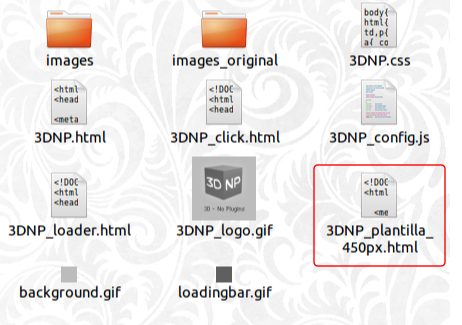 body{
html{
td,p{
a{ co
images
images_original
3DNP.css
<html
<head
<meta
<!DOC
<html
<head
3DNP.html
3DNP_click.html
3DNP_config.js
<!DOC
<html
<head
3D NP
3D - No Plugins
<!DOC
<html
<me
3DNP_loader.html
3DNP_logo.gif
3DNP_plantilla_
450px.html
background.gif
loadingbar.gif